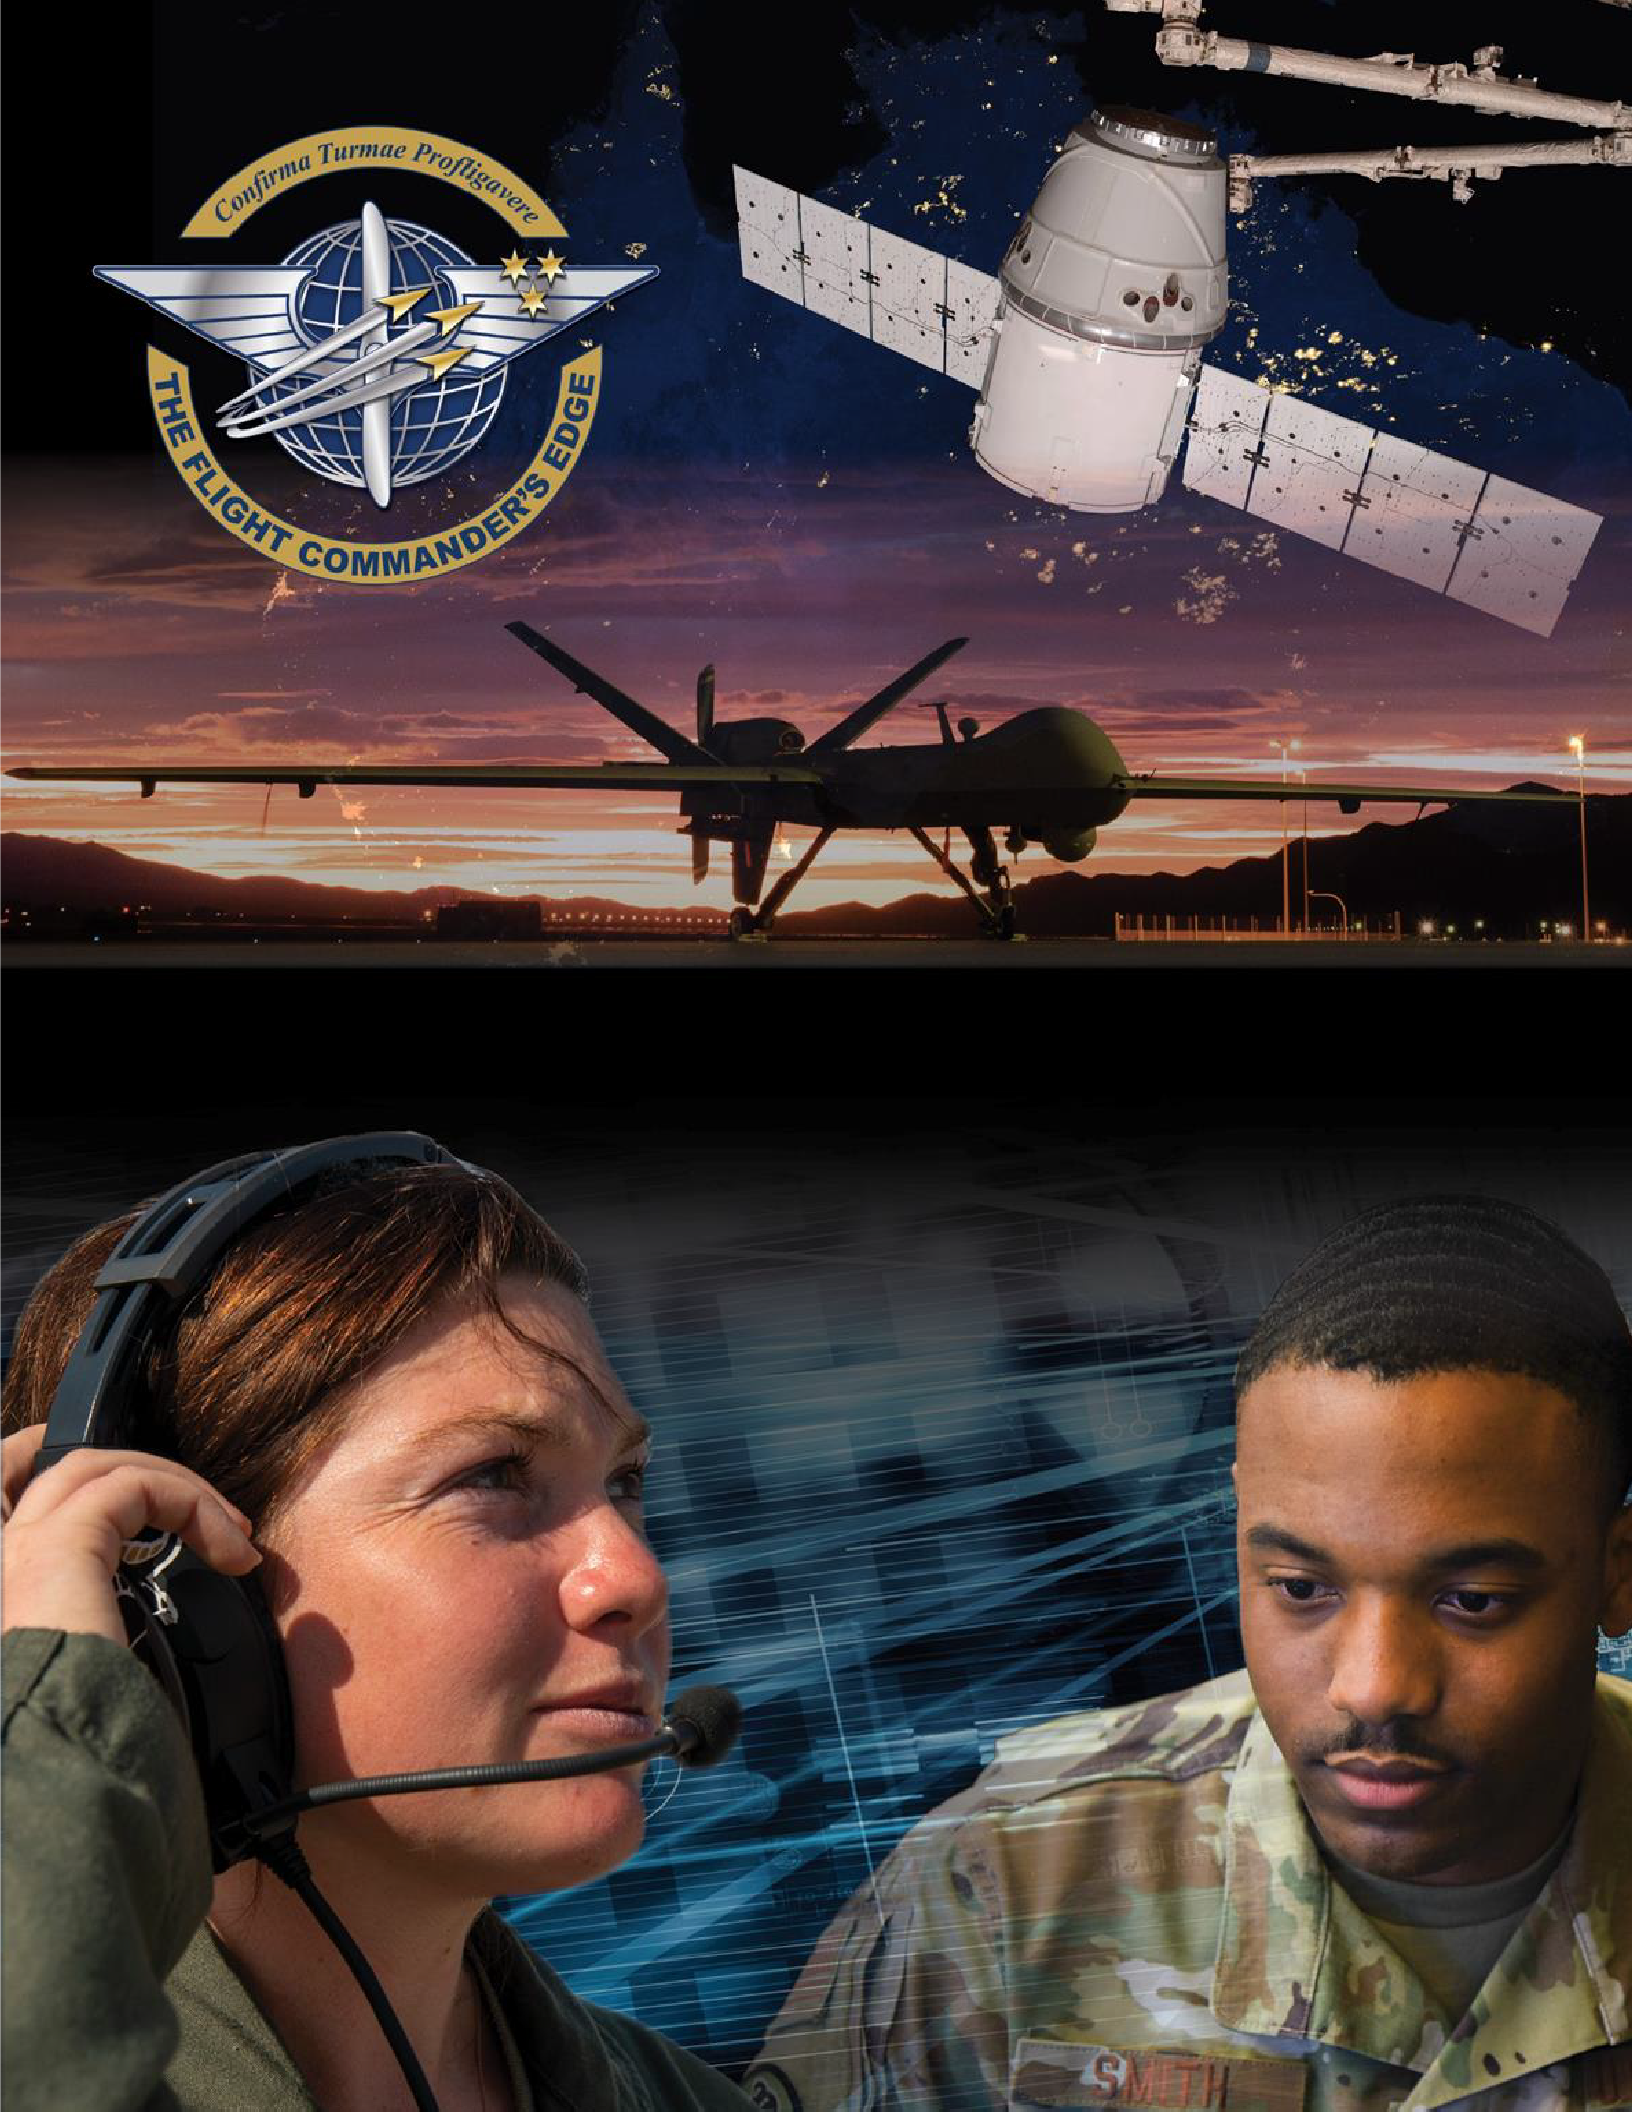 Confirma Turmae Profligavere
THE FLIGHT COMMANDER'S EDGE
SMITH